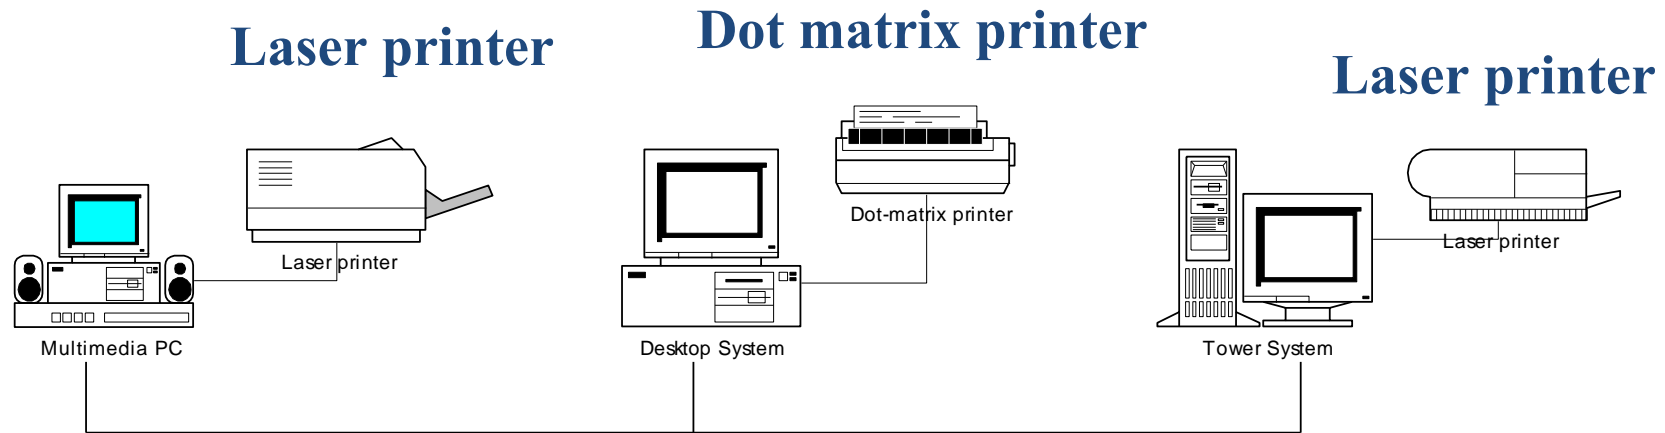 Laser printer
Dot matrix printer
Laser printer
Laser printer
Dot-matrix printer
Laser printer
Multimedia PC
Desktop System
Tower System